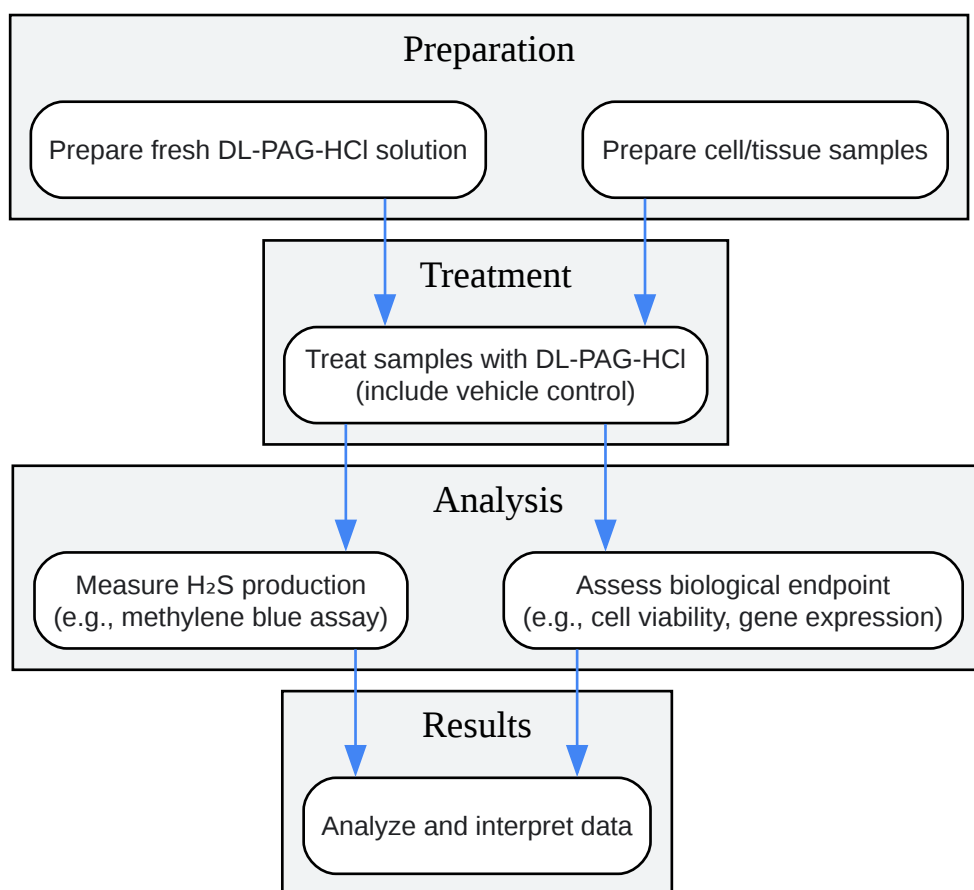 Preparation
Prepare fresh DL-PAG-HCl solution
Prepare cell/tissue samples
Treatment
Treat samples with DL-PAG-HCl
(include vehicle control)
Analysis
Measure H₂S production
(e.g., methylene blue assay)
Assess biological endpoint
(e.g., cell viability, gene expression)
Results
Analyze and interpret data